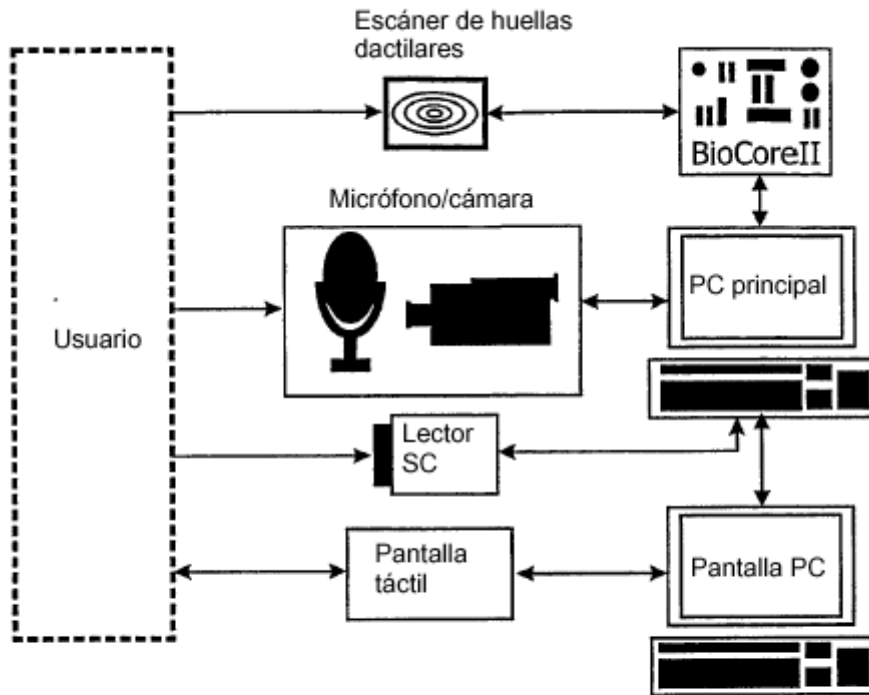 Escáner de huellas
dactilares
BioCoreII
Micrófono/cámara
PC principal
Usuario
Lector
SC
Pantalla
táctil
Pantalla PC